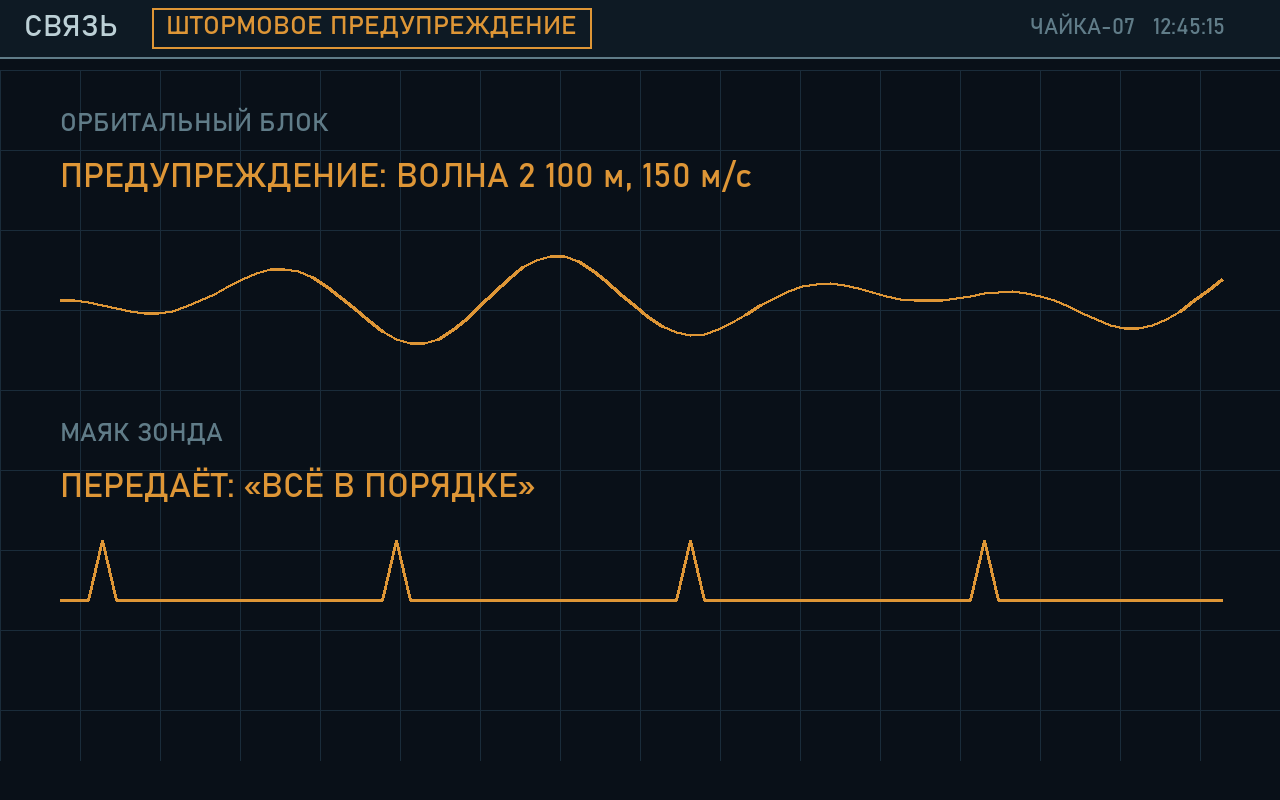 СВЯЗЬ
ШТОРМОВОЕ ПРЕДУПРЕЖДЕНИЕ
ЧАЙКА-07 12:45:15
ОРБИТАЛЬНЫЙ БЛОК
ПРЕДУПРЕЖДЕНИЕ: ВОЛНА 2 100 м, 150 м/с
МАЯК ЗОНДА
ПЕРЕДАЁТ: «ВСЁ В ПОРЯДКЕ»